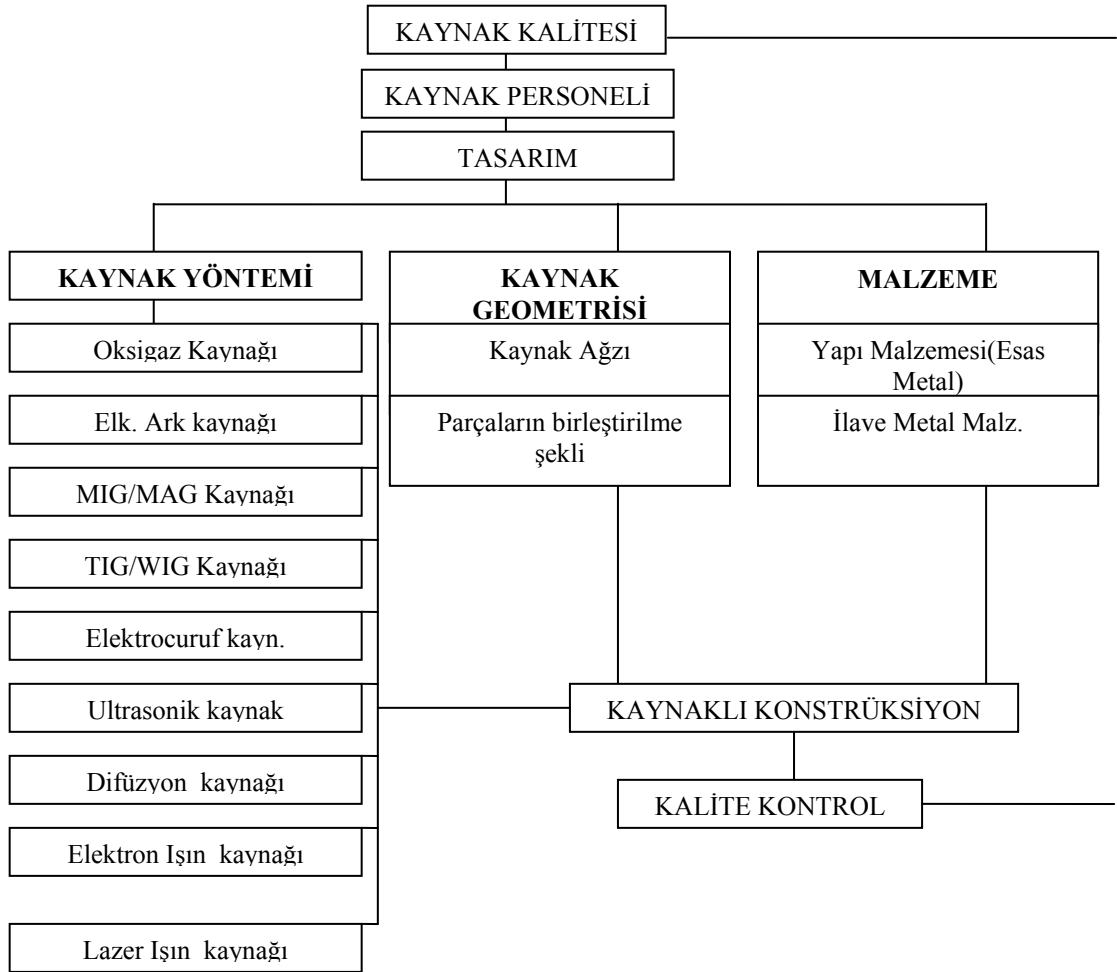 KAYNAK KALİTESİ
KAYNAK PERSONELİ
TASARIM
KAYNAK YÖNTEMİ
Oksigaz Kaynağı
Elk. Ark kaynağı
MIG/MAG Kaynağı
TIG/WIG Kaynağı
Elektrocuruf kayn.
Ultrasonik kaynak
Difüzyon kaynağı
Elektron Işın kaynağı
Lazer Işın kaynağı
KAYNAK
GEOMETRİSİ
Kaynak Ağzı
Parçaların birleştirilme
şekli
MALZEME
Yapı Malzemesi(Esas
Metal)
İlave Metal Malz.
KAYNAKLI KONSTRÜKSİYON
KALİTE KONTROL